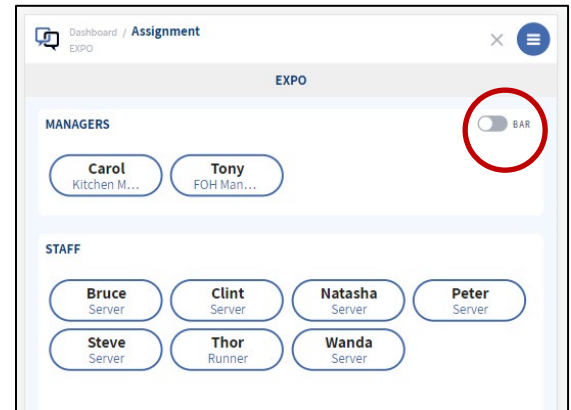 Dashboard / Assignment
EXPO
EXPO
MANAGERS
BAR
Carol Tony
Kitchen M... FOH Man...
STAFF
Bruce Clint Natasha Peter
Server Server Server Server
Steve Thor Wanda
Server Runner Server